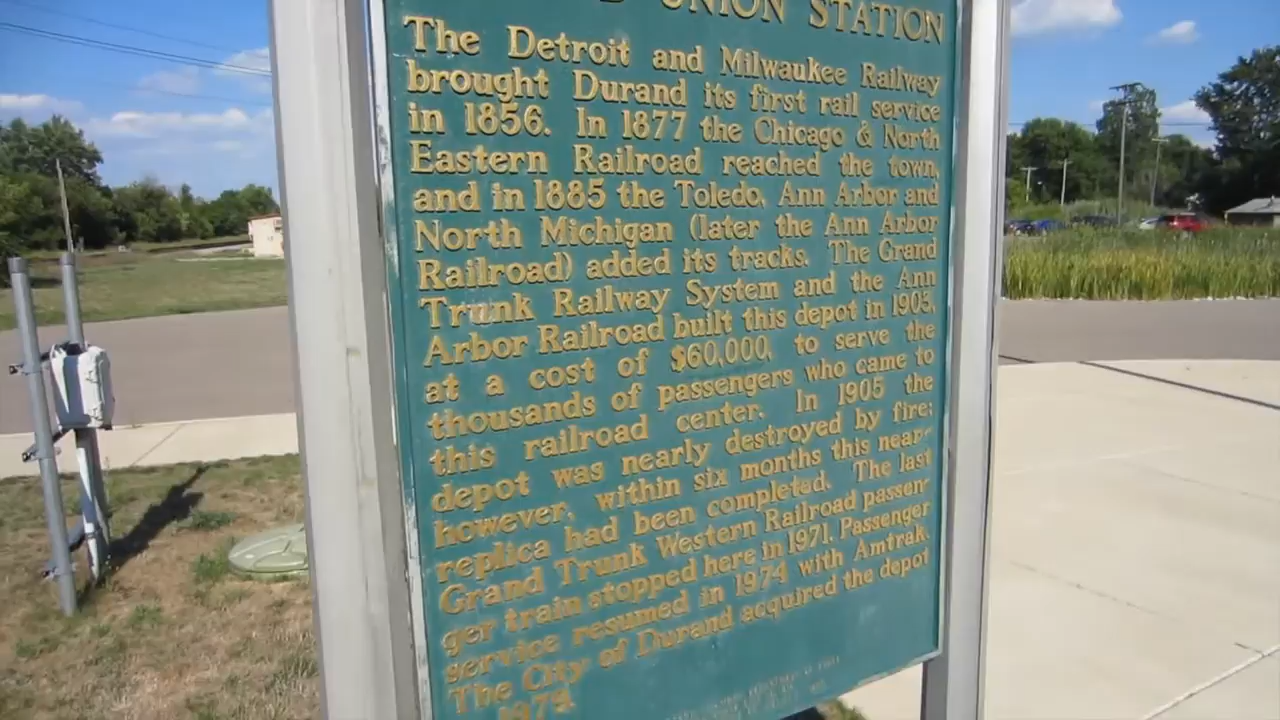 UNION STATION
The Detroit and Milwaukee Railway
brought Durand its first rail service
in 1856. In 1877 the Chicago & North
Eastern Railroad reached the town,
and in 1885 the Toledo, Ann Arbor and
North Michigan (later the Ann Arbor
Railroad) added its tracks. The Grand
Trunk Railway System and the Ann
Arbor Railroad built this depot in 1905,
at a cost of $60,000, to serve the
thousands of passengers who came to
this railroad center. In 1905 the
depot was nearly destroyed by fire;
however, within six months this near-
replica had been completed. The last
Grand Trunk Western Railroad passen-
ger train stopped here in 1971. Passenger
service resumed in 1974 with Amtrak.
The City of Durand acquired the depot
1979.